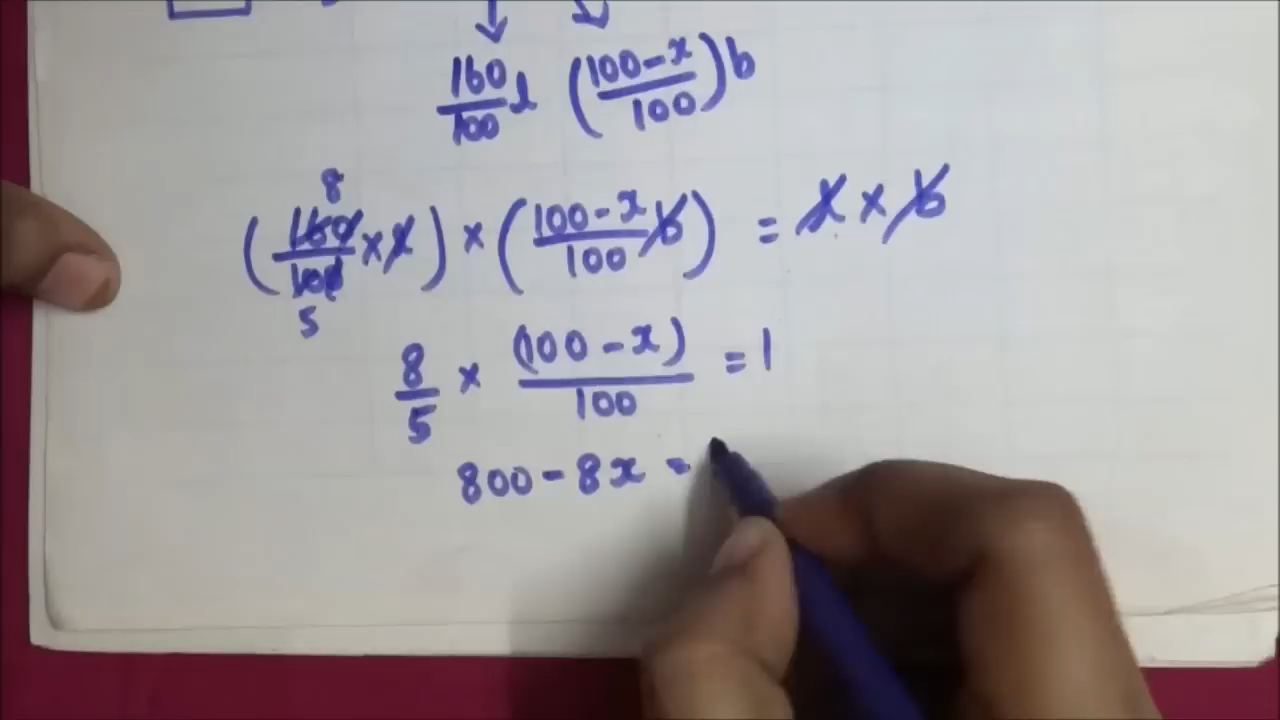 160/100 l (100-x/100)b
(160/100 × l) × (100-x/100 b) = l × b
8
5
8/5 × (100-x)/100 = 1
800-8x =